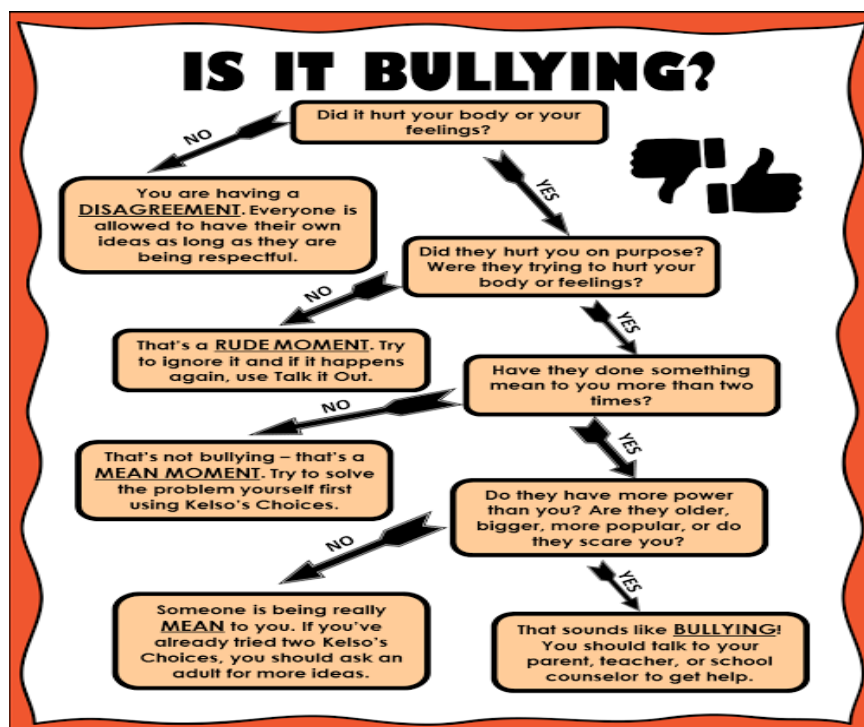 IS IT BULLYING?
Did it hurt your body or your
feelings?
NO
YES
You are having a
DISAGREEMENT. Everyone is
allowed to have their own
ideas as long as they are
being respectful.
Did they hurt you on purpose?
Were they trying to hurt your
body or feelings?
NO
YES
That's a RUDE MOMENT. Try
to ignore it and if it happens
again, use Talk it Out.
Have they done something
mean to you more than two
times?
NO
YES
That's not bullying – that's a
MEAN MOMENT. Try to solve
the problem yourself first
using Kelso's Choices.
Do they have more power
than you? Are they older,
bigger, more popular, or do
they scare you?
NO
YES
Someone is being really
MEAN to you. If you've
already tried two Kelso's
Choices, you should ask an
adult for more ideas.
That sounds like BULLYING!
You should talk to your
parent, teacher, or school
counselor to get help.